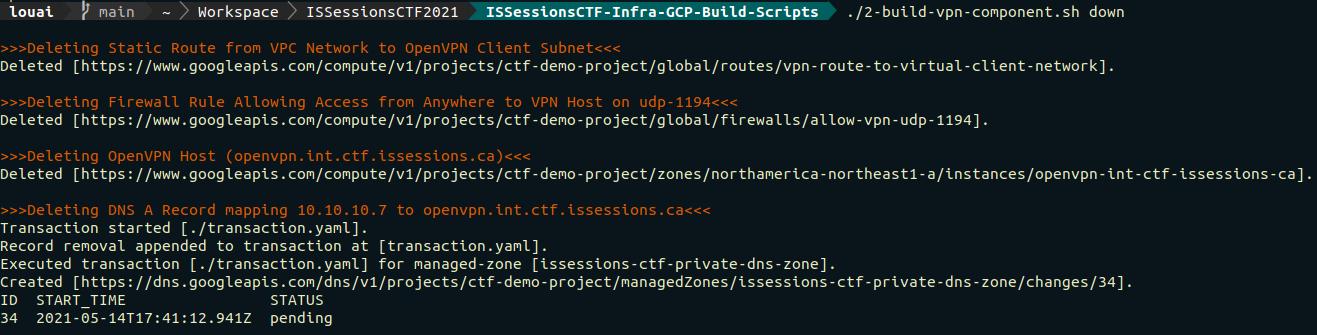 louai main ~ Workspace ISSessionsCTF2021 ISSessionsCTF-Infra-GCP-Build-Scripts ./2-build-vpn-component.sh down
>>>Deleting Static Route from VPC Network to OpenVPN Client Subnet<<<
Deleted [https://www.googleapis.com/compute/v1/projects/ctf-demo-project/global/routes/vpn-route-to-virtual-client-network].
>>>Deleting Firewall Rule Allowing Access from Anywhere to VPN Host on udp-1194<<<
Deleted [https://www.googleapis.com/compute/v1/projects/ctf-demo-project/global/firewalls/allow-vpn-udp-1194].
>>>Deleting OpenVPN Host (openvpn.int.ctf.issessions.ca)<<<
Deleted [https://www.googleapis.com/compute/v1/projects/ctf-demo-project/zones/northamerica-northeast1-a/instances/openvpn-int-ctf-issessions-ca].
>>>Deleting DNS A Record mapping 10.10.10.7 to openvpn.int.ctf.issessions.ca<<<
Transaction started [./transaction.yaml].
Record removal appended to transaction at [transaction.yaml].
Executed transaction [./transaction.yaml] for managed-zone [issessions-ctf-private-dns-zone].
Created [https://dns.googleapis.com/dns/v1/projects/ctf-demo-project/managedZones/issessions-ctf-private-dns-zone/changes/34].
ID START_TIME STATUS
34 2021-05-14T17:41:12.941Z pending